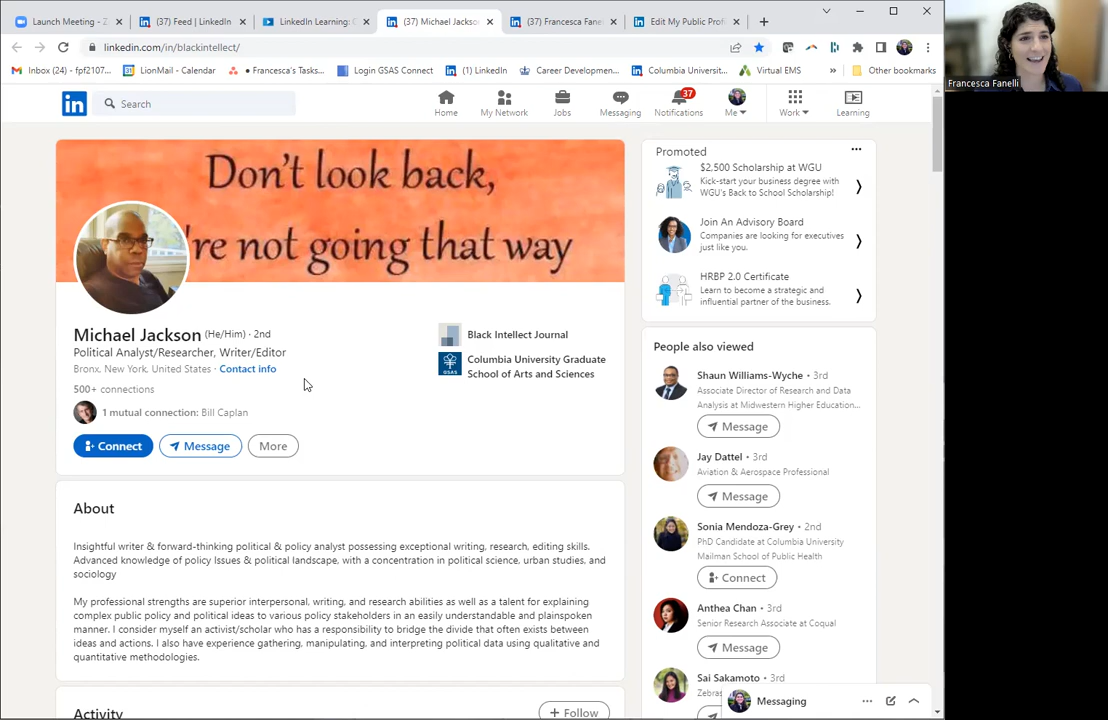 Launch Meeting - Z
(37) Feed | LinkedIn
LinkedIn Learning: C
(37) Michael Jackson
(37) Francesca Fanel
Edit My Public Prof
linkedin.com/in/blackintellect/
Inbox (24) - fpf2107...
LionMail - Calendar
Francesca's Tasks...
Login GSAS Connect
(1) LinkedIn
Career Developmen...
Columbia Universit...
Virtual EMS
Other bookmarks
Francesca Fanelli
in
Search
Home
My Network
Jobs
Messaging
37
Notifications
Me
Work
Learning
Don't look back,
're not going that way
Michael Jackson (He/Him) · 2nd
Political Analyst/Researcher, Writer/Editor
Bronx, New York, United States · Contact info
500+ connections
1 mutual connection: Bill Caplan
Connect
Message
More
Black Intellect Journal
Columbia University Graduate
School of Arts and Sciences
GSAS
About
Insightful writer & forward-thinking political & policy analyst possessing exceptional writing, research, editing skills.
Advanced knowledge of policy Issues & political landscape, with a concentration in political science, urban studies, and
sociology
My professional strengths are superior interpersonal, writing, and research abilities as well as a talent for explaining
complex public policy and political ideas to various policy stakeholders in an easily understandable and plainspoken
manner. I consider myself an activist/scholar who has a responsibility to bridge the divide that often exists between
ideas and actions. I also have experience gathering, manipulating, and interpreting political data using qualitative and
quantitative methodologies.
Activity
+ Follow
Promoted
$2,500 Scholarship at WGU
Kick-start your business degree with
WGU's Back to School Scholarship!
Join An Advisory Board
Companies are looking for executives
just like you.
HRBP 2.0 Certificate
Learn to become a strategic and
influential partner of the business.
People also viewed
Shaun Williams-Wyche • 3rd
Associate Director of Research and Data
Analysis at Midwestern Higher Education...
Message
Jay Dattel • 3rd
Aviation & Aerospace Professional
Message
Sonia Mendoza-Grey • 2nd
PhD Candidate at Columbia University
Mailman School of Public Health
Connect
Anthea Chan • 3rd
Senior Research Associate at Coqual
Message
Sai Sakamoto • 3rd
Zebras
Messaging